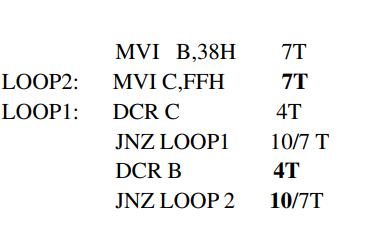 MVI B,38H 7T
LOOP2: MVI C,FFH 7T
LOOP1: DCR C 4T
JNZ LOOP1 10/7 T
DCR B 4T
JNZ LOOP 2 10/7T